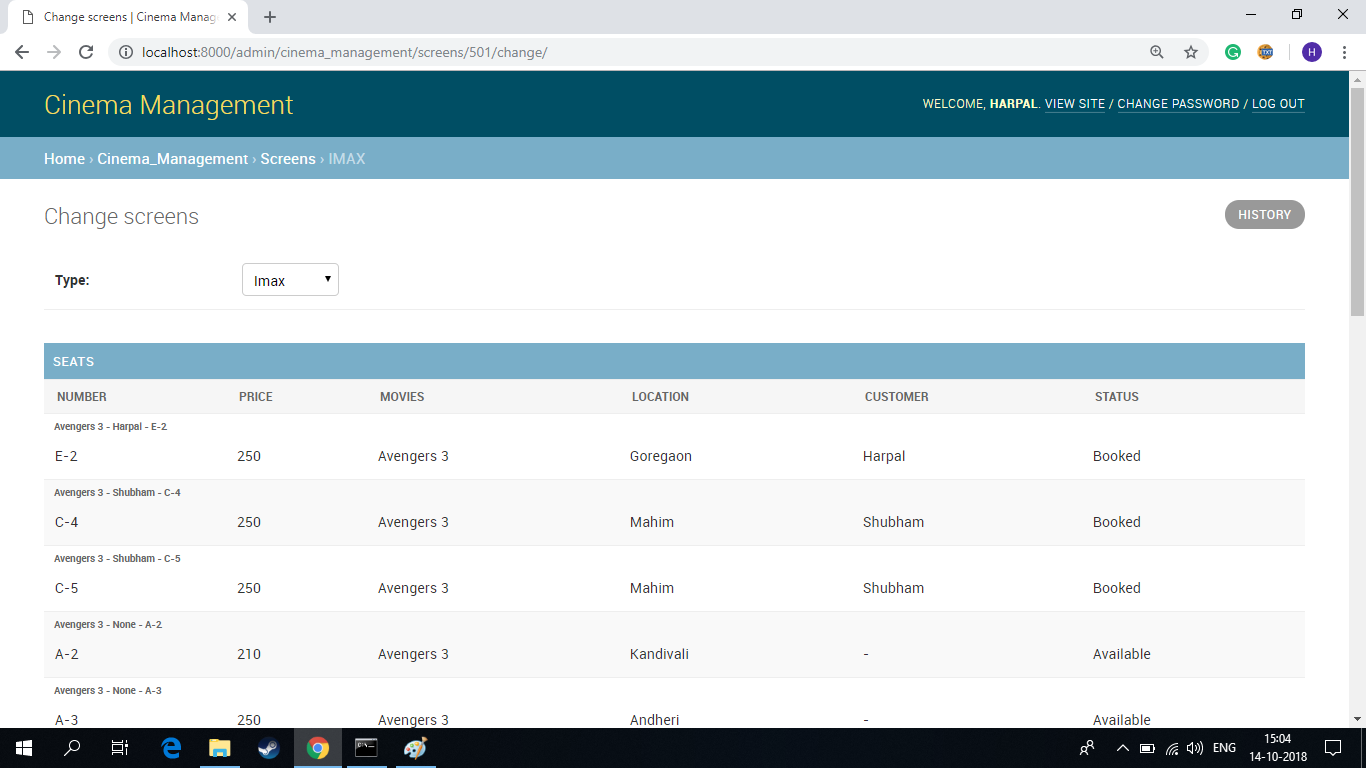 Change screens | Cinema Manag
localhost:8000/admin/cinema_management/screens/501/change/
H
Cinema Management
WELCOME, HARPAL. VIEW SITE / CHANGE PASSWORD / LOG OUT
Home › Cinema_Management › Screens › IMAX
Change screens
HISTORY
Type:
Imax
SEATS
NUMBER PRICE MOVIES LOCATION CUSTOMER STATUS
Avengers 3 - Harpal - E-2
E-2 250 Avengers 3 Goregaon Harpal Booked
Avengers 3 - Shubham - C-4
C-4 250 Avengers 3 Mahim Shubham Booked
Avengers 3 - Shubham - C-5
C-5 250 Avengers 3 Mahim Shubham Booked
Avengers 3 - None - A-2
A-2 210 Avengers 3 Kandivali - Available
Avengers 3 - None - A-3
A-3 250 Avengers 3 Andheri - Available
ENG
15:04
14-10-2018